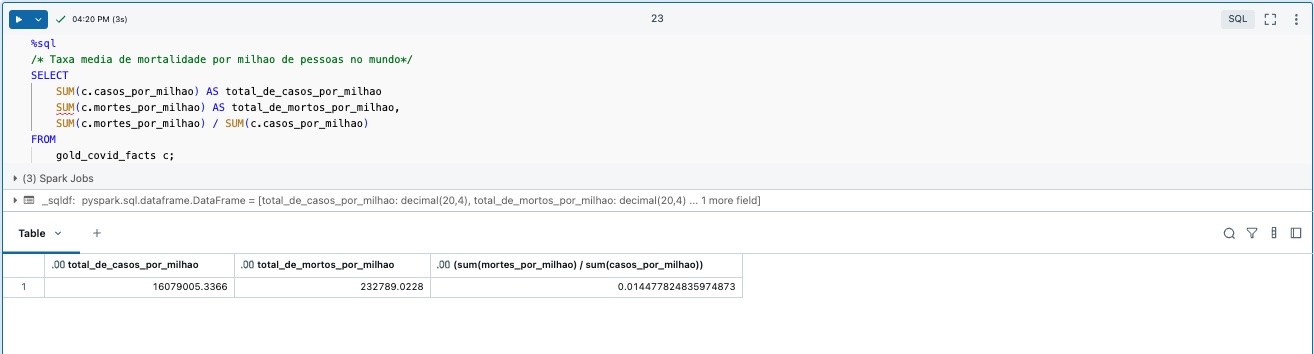 04:20 PM (3s)
23
SQL
%sql
/* Taxa media de mortalidade por milhao de pessoas no mundo*/
SELECT
SUM(c.casos_por_milhao) AS total_de_casos_por_milhao
SUM(c.mortes_por_milhao) AS total_de_mortos_por_milhao,
SUM(c.mortes_por_milhao) / SUM(c.casos_por_milhao)
FROM
gold_covid_facts c;
(3) Spark Jobs
_sqldf: pyspark.sql.dataframe.DataFrame = [total_de_casos_por_milhao: decimal(20,4), total_de_mortos_por_milhao: decimal(20,4) ... 1 more field]
Table +
.00 total_de_casos_por_milhao .00 total_de_mortos_por_milhao .00 (sum(mortes_por_milhao) / sum(casos_por_milhao))
1 16079005.3366 232789.0228 0.014477824835974873